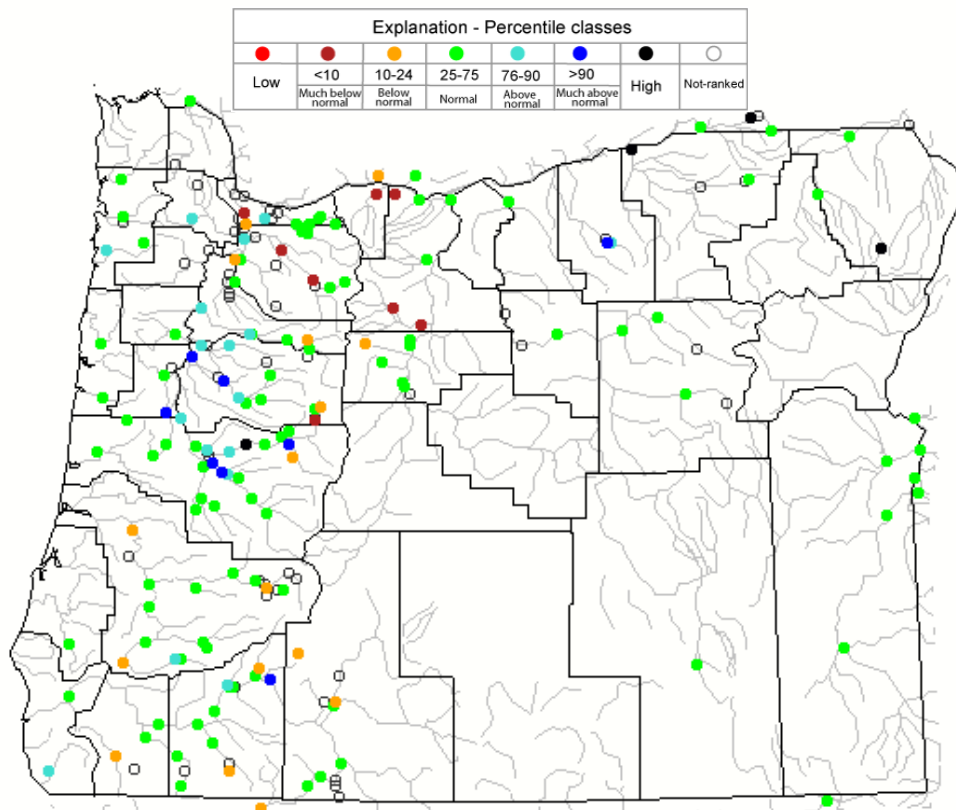 Explanation - Percentile classes
Low <10 10-24 25-75 76-90 >90 High Not-ranked
Much below normal Below normal Normal Above normal Much above normal